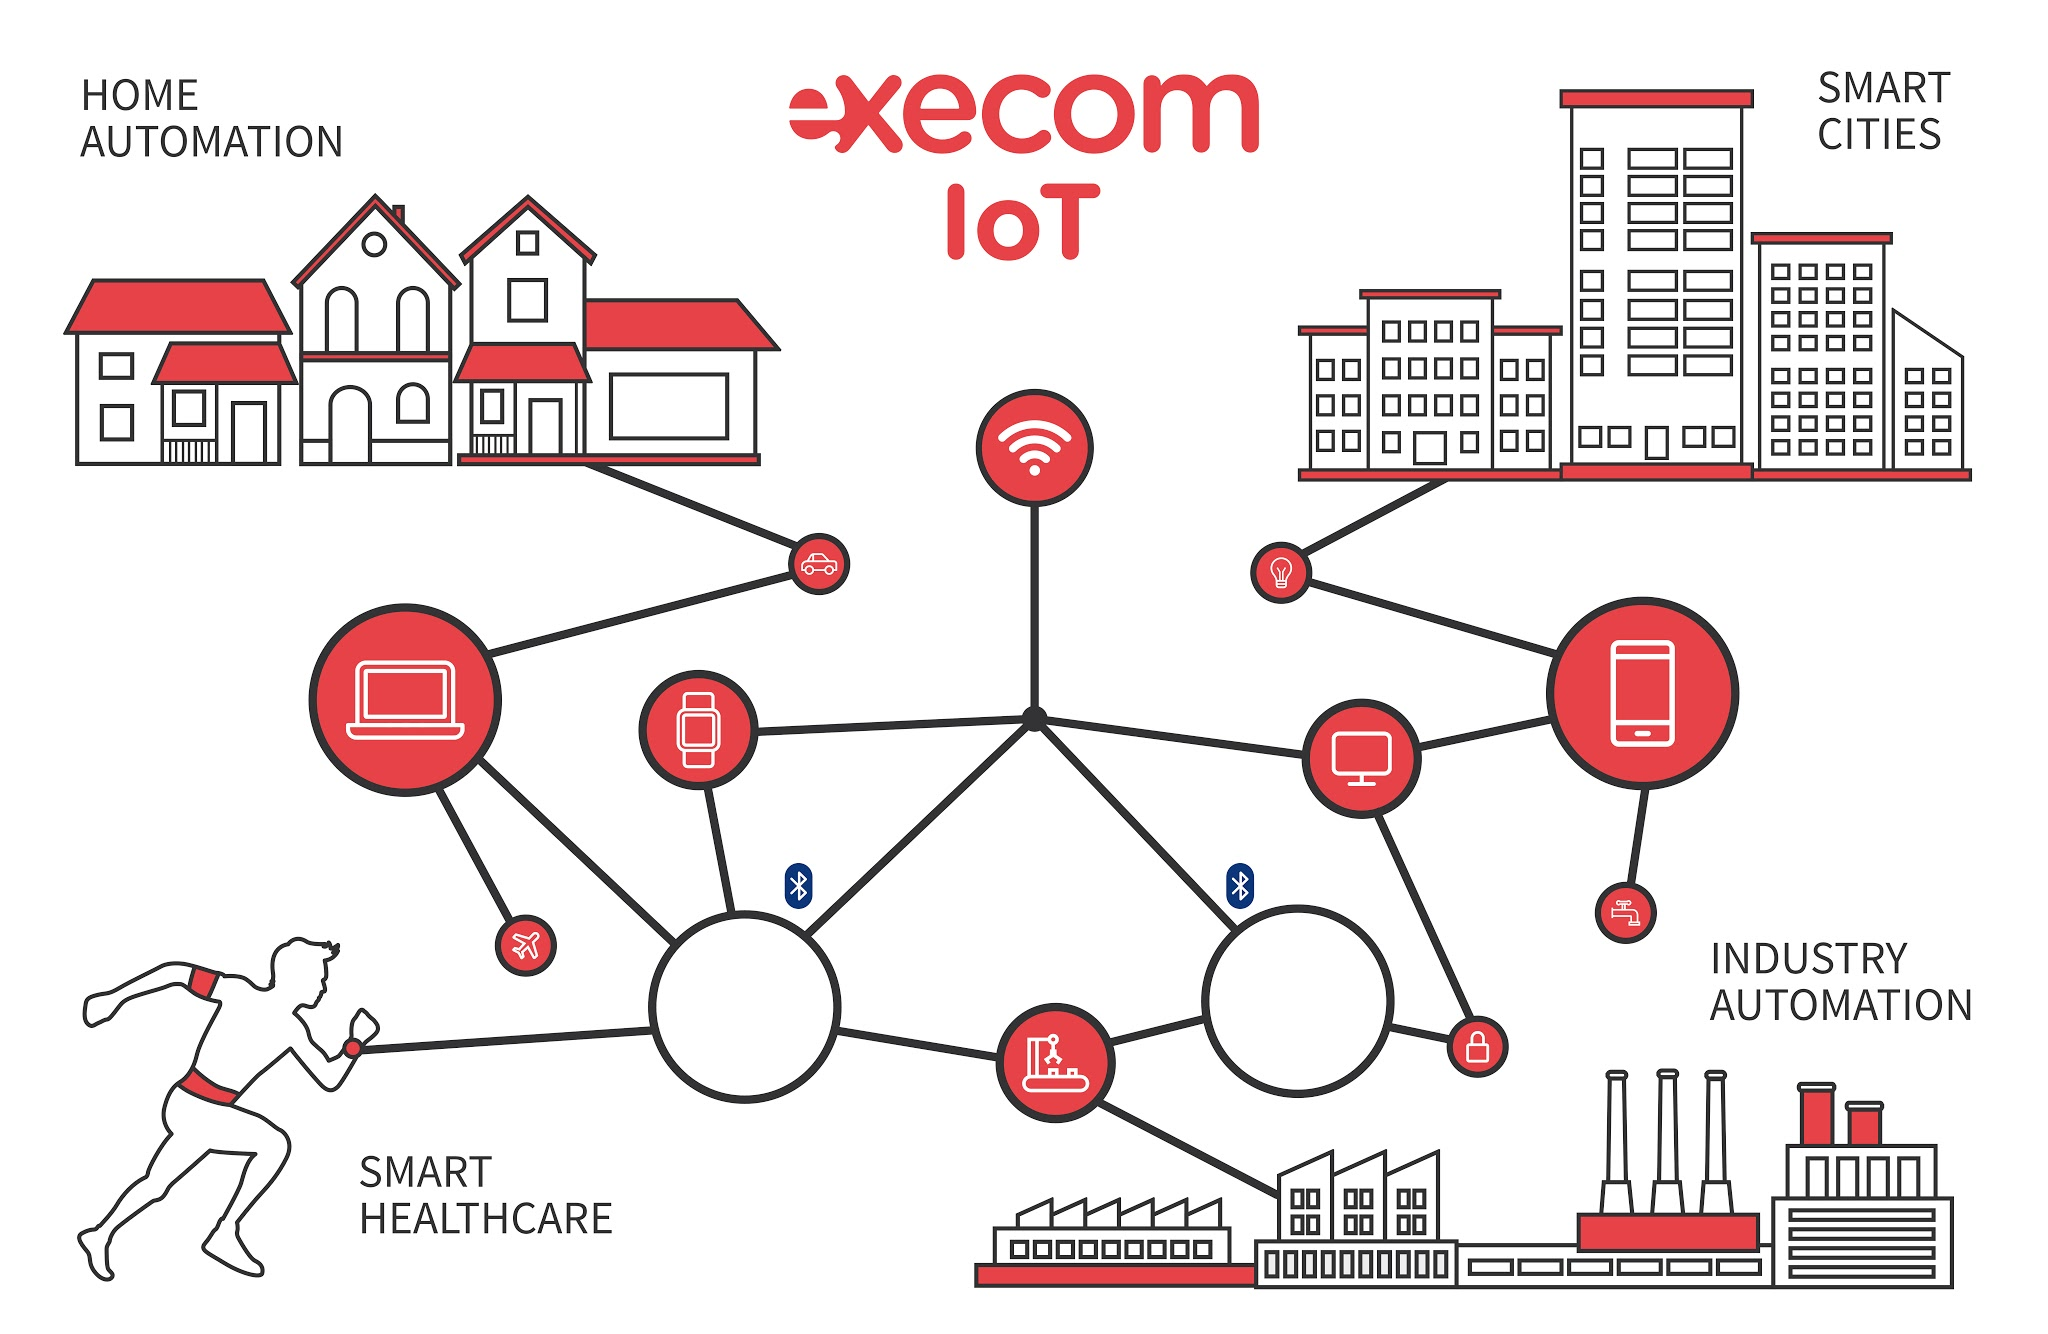 HOME
AUTOMATION
execom
IoT
SMART
CITIES
INDUSTRY
AUTOMATION
SMART
HEALTHCARE